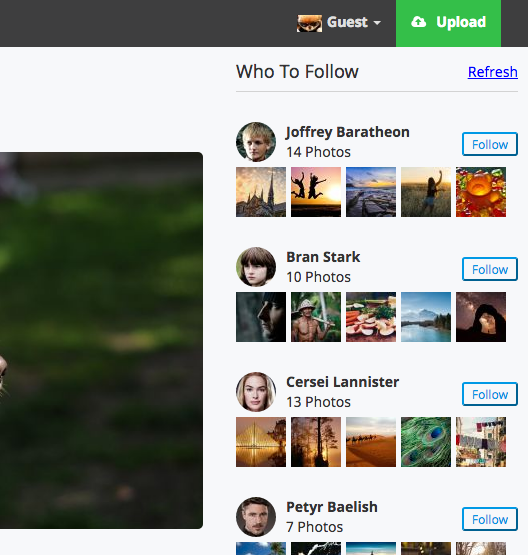 Guest Upload
Who To Follow Refresh
Joffrey Baratheon
14 Photos Follow
Bran Stark
10 Photos Follow
Cersei Lannister
13 Photos Follow
Petyr Baelish
7 Photos Follow